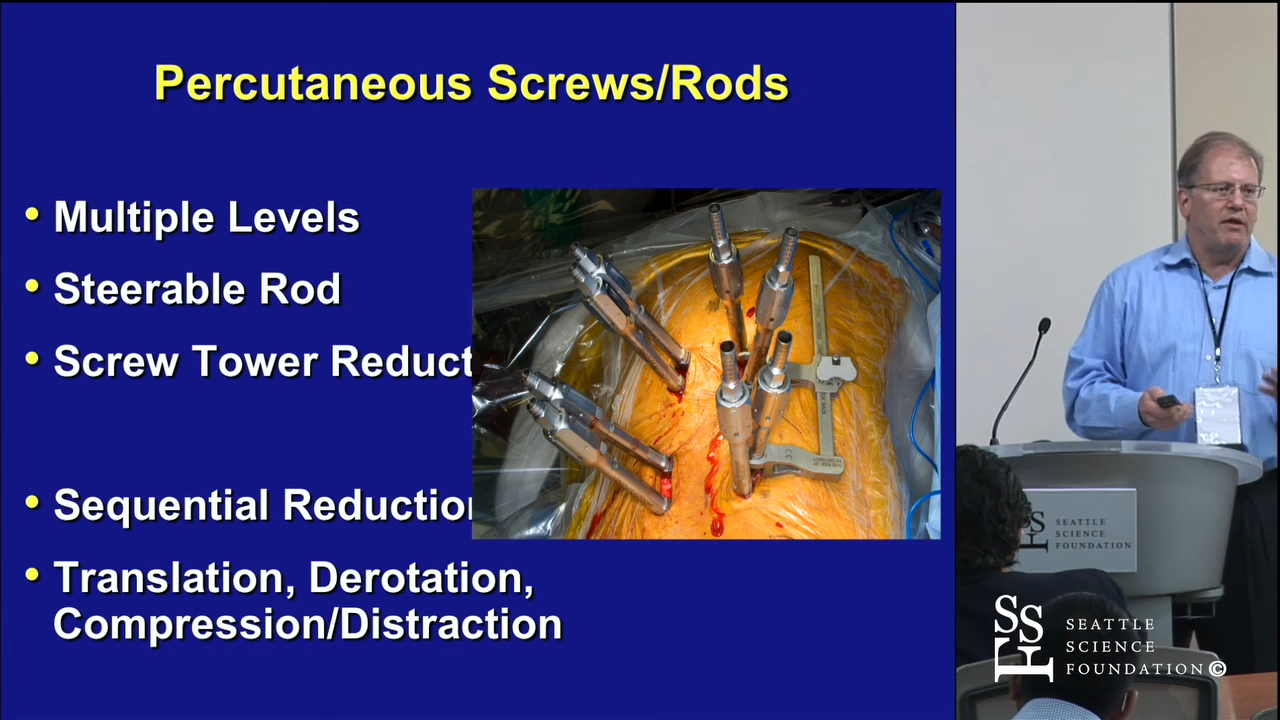 Percutaneous Screws/Rods
• Multiple Levels
• Steerable Rod
• Screw Tower Reduct
• Sequential Reduction
• Translation, Derotation,
Compression/Distraction
SEATTLE
SCIENCE
FOUNDATION
SSF
SEATTLE
SCIENCE
FOUNDATION©